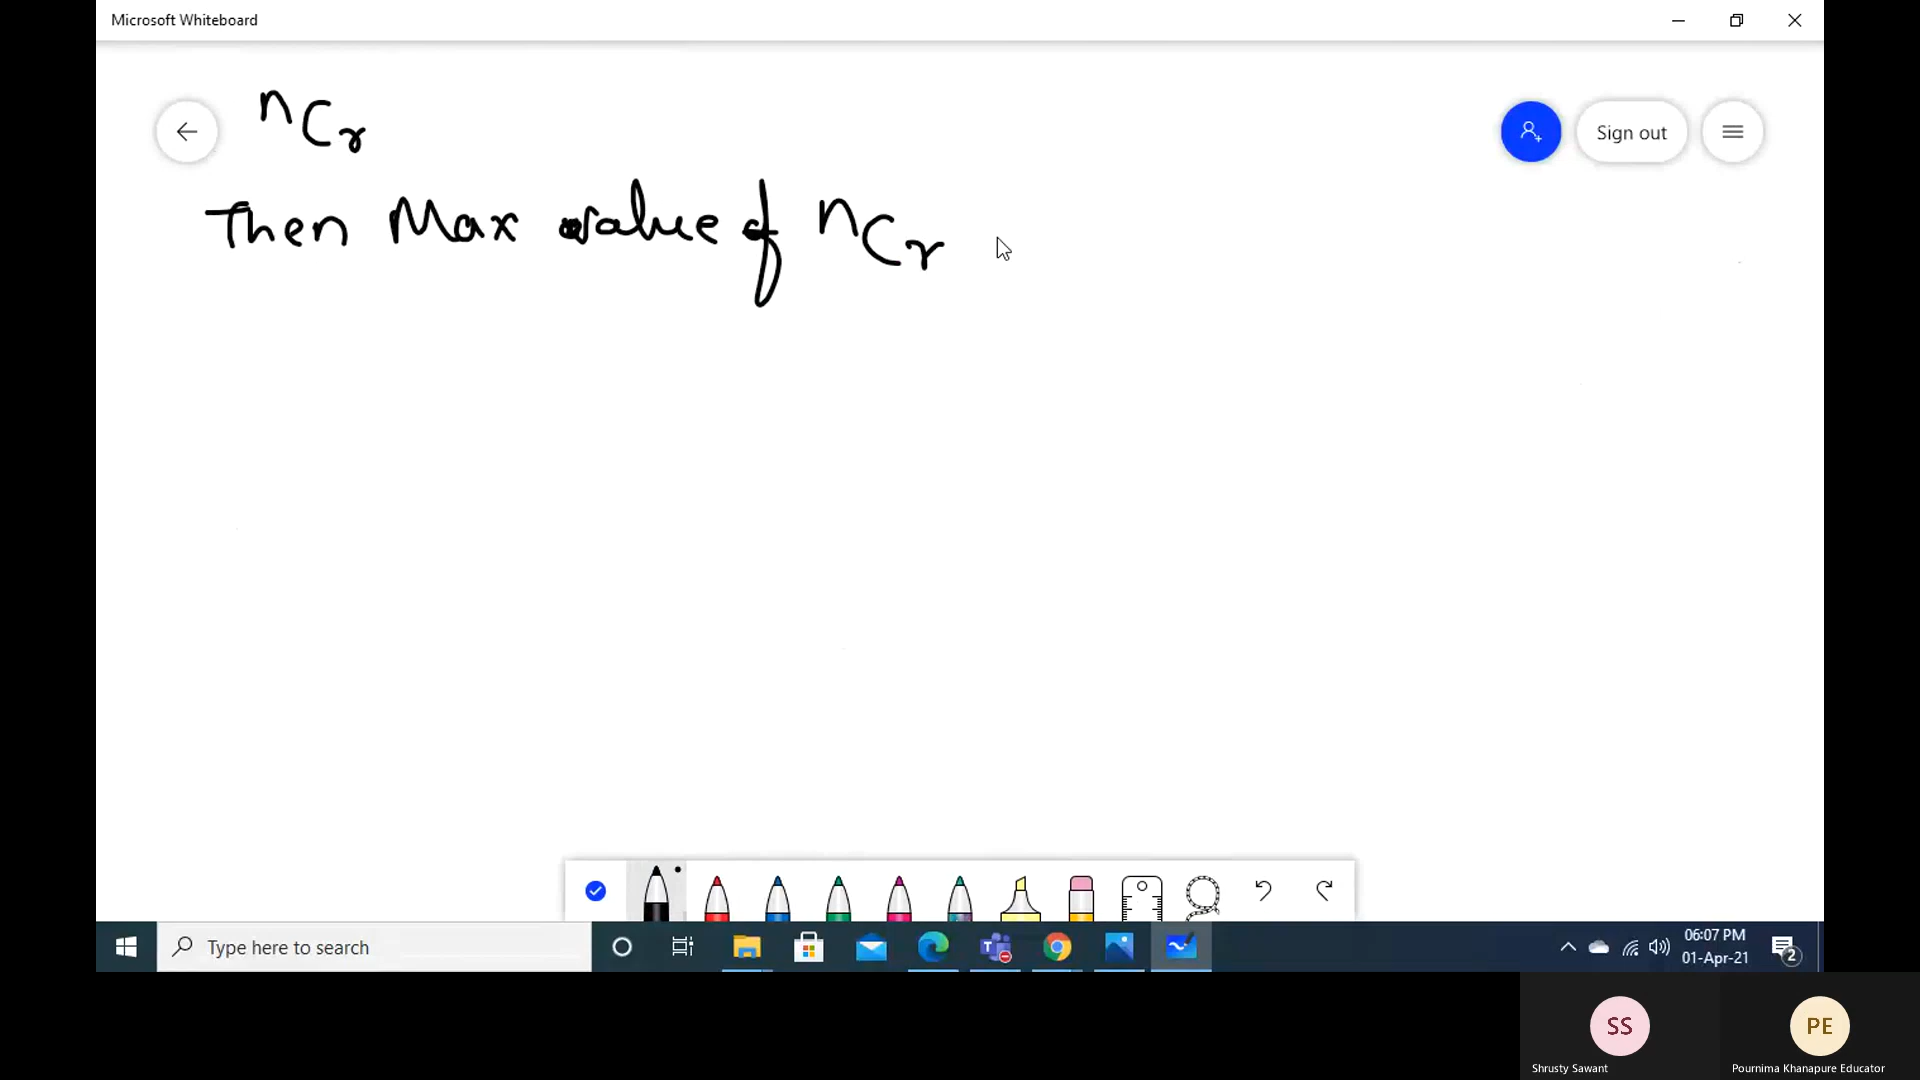 Microsoft Whiteboard
nCr
Sign out
Then Max value of nCr
Type here to search
06:07 PM
01-Apr-21
2
SS
PE
Shrusty Sawant
Pournima Khanapure Educator